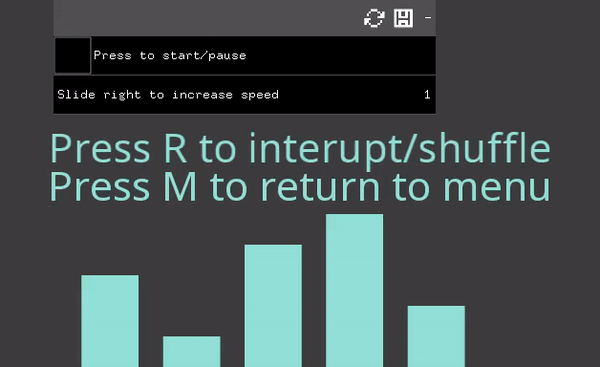 -
Press to start/pause
Slide right to increase speed 1
Press R to interupt/shuffle
Press M to return to menu